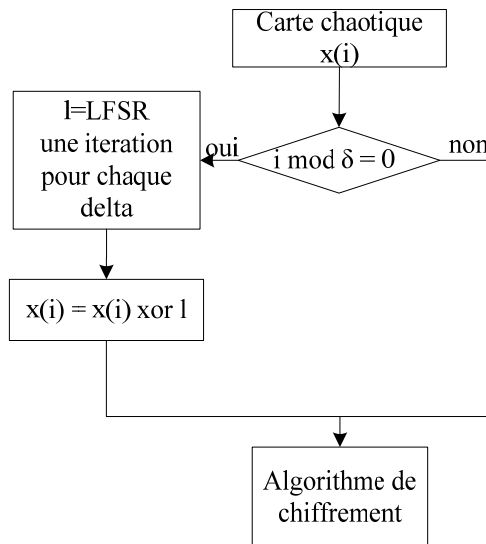 Carte chaotique
x(i)
l=LFSR
une iteration
pour chaque
delta
oui
i mod δ = 0
non
x(i) = x(i) xor l
Algorithme de
chiffrement